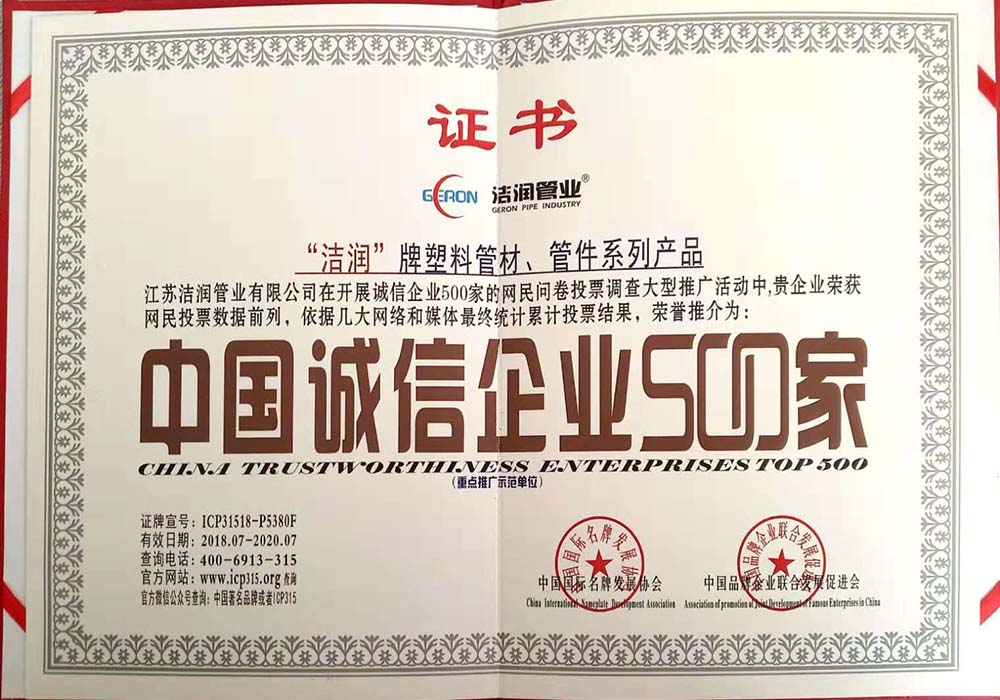 证书
GERON 洁润管业®
GERON PIPE INDUSTRY
“洁润”牌塑料管材、管件系列产品
江苏洁润管业有限公司在开展诚信企业500家的网民问卷投票调查大型推广活动中,贵企业荣获
网民投票数据前列，依据几大网络和媒体最终统计累计投票结果，荣誉推介为：
中国诚信企业500家
CHINA TRUSTWORTHINESS ENTERPRISES TOP 500
(重点推广示范单位)
证牌宣号：ICP31518-P5380F
有效日期：2018.07-2020.07
查询电话：400-6913-315
官方网站：www.icp315.org 查询
官方微信公众号查询：中国著名品牌或者ICP315
中国国际名牌发展协会
China International Nameplate Development Association
中国品牌企业联合发展促进会
Association of promotion of Joint Development of Famous Enterprises in China